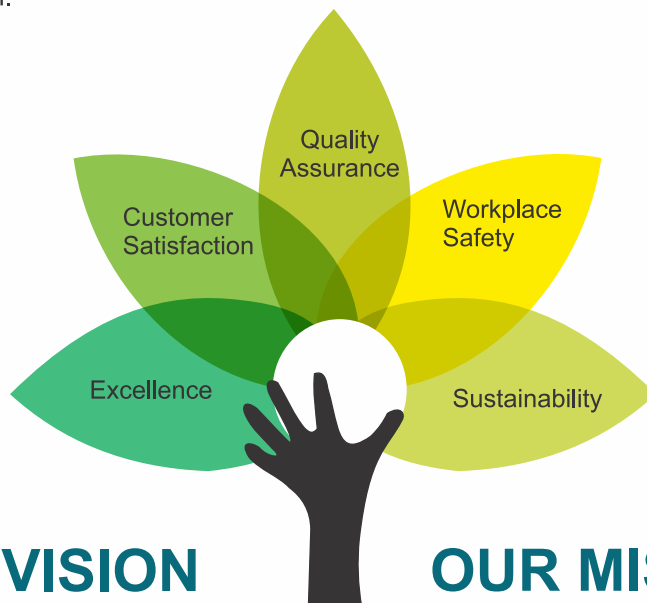 Quality
Assurance
Customer
Satisfaction
Workplace
Safety
Excellence
Sustainability
VISION
OUR MIS